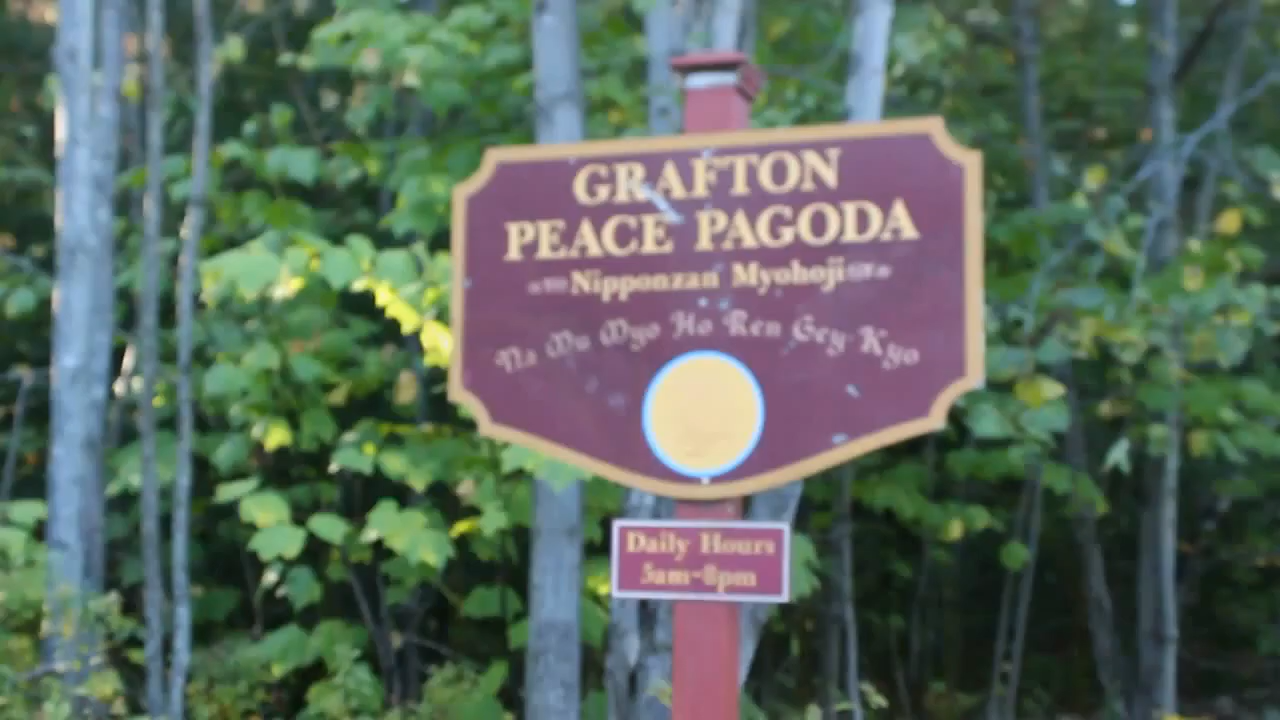 GRAFTON
PEACE PAGODA
Nipponzan Myohoji
Na Mu Myo Ho Ren Gey Kyo
Daily Hours
5am-8pm